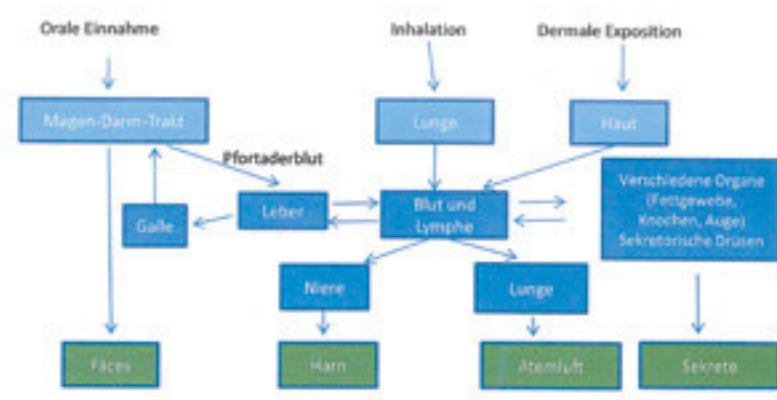 Orale Einnahme
Inhalation
Dermale Exposition
Magen-Darm-Trakt
Lunge
Haut
Pfortaderblut
Verschiedene Organe
(Fettgewebe,
Knochen, Auge)
Sekretorische Drüsen
Galle
Leber
Blut und
Lymphe
Niere
Lunge
Fäces
Harn
Atemluft
Sekrete